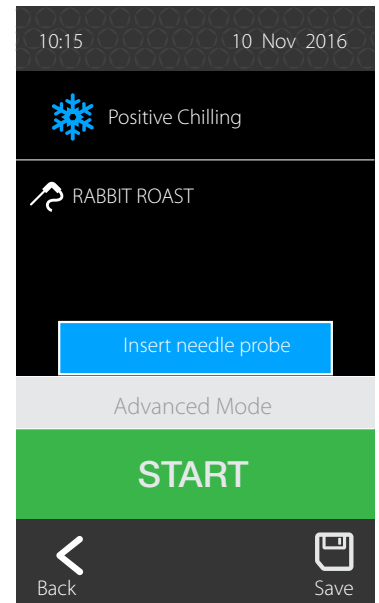 10:15 10 Nov 2016
Positive Chilling
RABBIT ROAST
Insert needle probe
Advanced Mode
START
Back Save